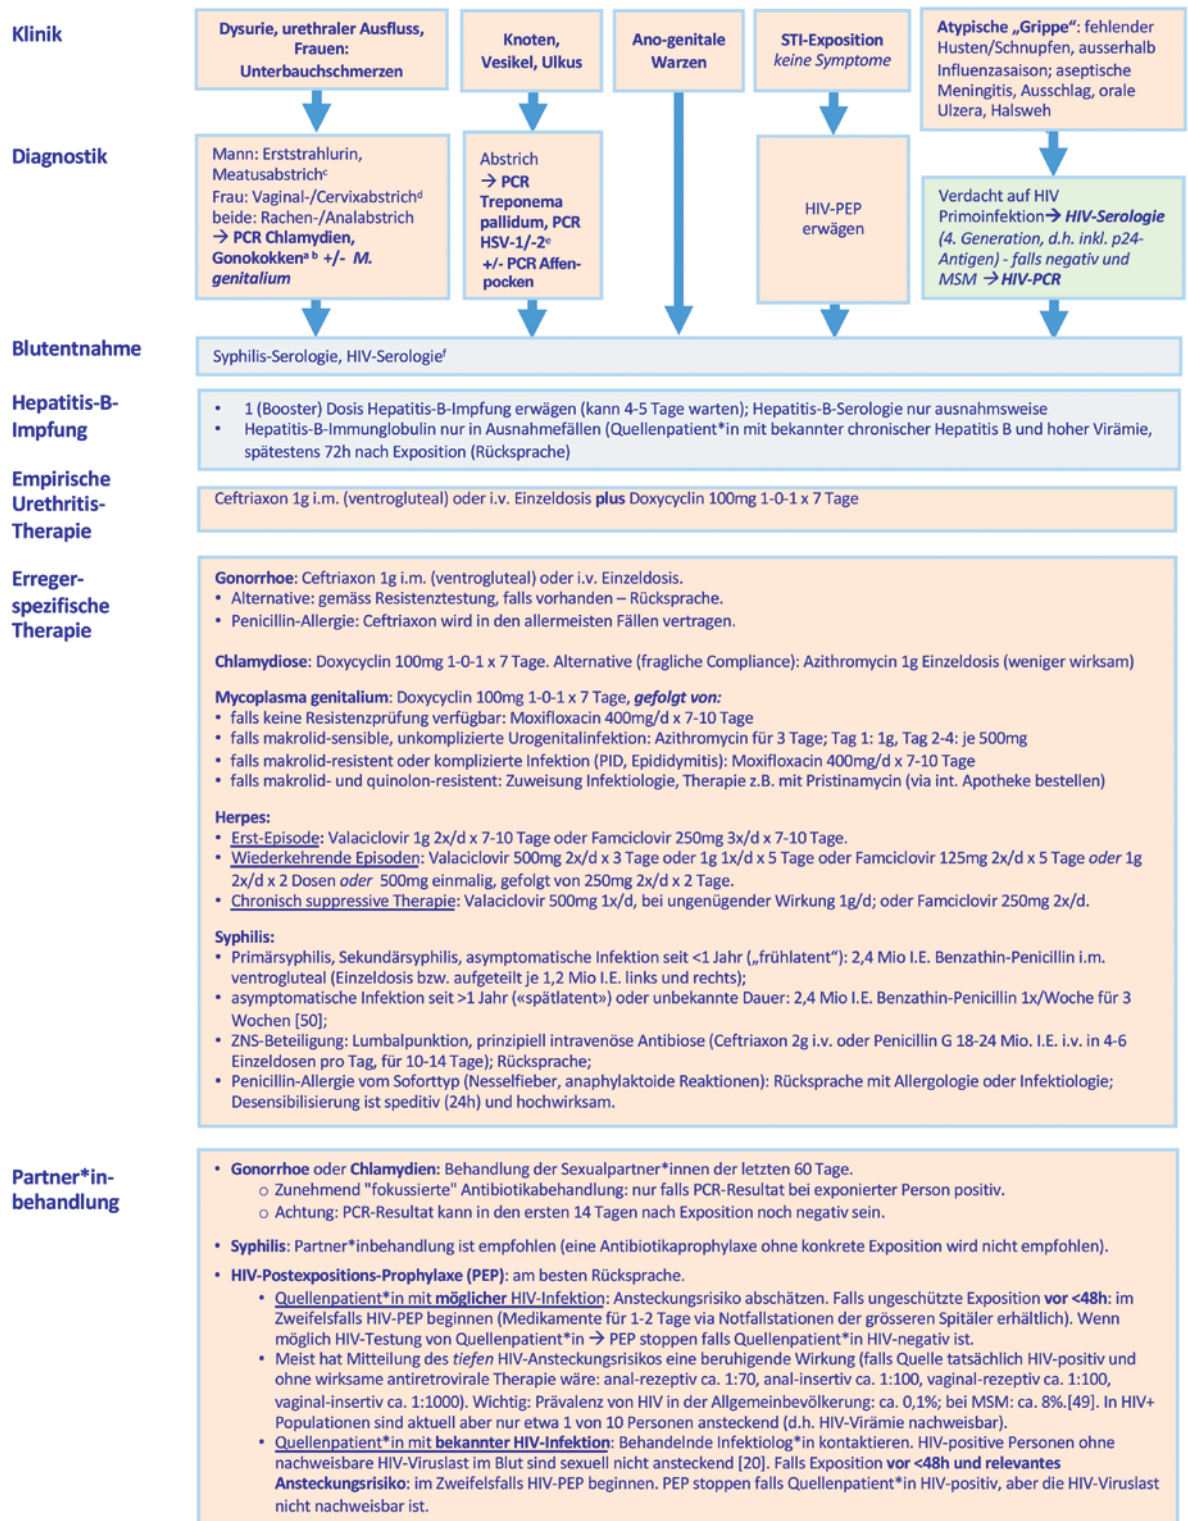 Klinik
Dysurie, urethraler Ausfluss,
Frauen:
Unterbauchschmerzen
Knoten,
Vesikel, Ulkus
Ano-genitale
Warzen
STI-Exposition
keine Symptome
Atypische „Grippe“: fehlender
Husten/Schnupfen, ausserhalb
Influenzasaison; aseptische
Meningitis, Ausschlag, orale
Ulzera, Halsweh
Diagnostik
Mann: Erststrahlurin,
Meatusabstrichᶜ
Frau: Vaginal-/Cervixabstrichᵈ
beide: Rachen-/Analabstrich
→ PCR Chlamydien,
Gonokokkenᵃ ᵇ +/- M.
genitalium
Abstrich
→ PCR
Treponema
pallidum, PCR
HSV-1/-2ᵉ
+/- PCR Affen-
pocken
HIV-PEP
erwägen
Verdacht auf HIV
Primoinfektion→ HIV-Serologie
(4. Generation, d.h. inkl. p24-
Antigen) - falls negativ und
MSM → HIV-PCR
Blutentnahme
Syphilis-Serologie, HIV-Serologieᶠ
Hepatitis-B-
Impfung
• 1 (Booster) Dosis Hepatitis-B-Impfung erwägen (kann 4-5 Tage warten); Hepatitis-B-Serologie nur ausnahmsweise
• Hepatitis-B-Immunglobulin nur in Ausnahmefällen (Quellenpatient*in mit bekannter chronischer Hepatitis B und hoher Virämie,
spätestens 72h nach Exposition (Rücksprache)
Empirische
Urethritis-
Therapie
Ceftriaxon 1g i.m. (ventrogluteal) oder i.v. Einzeldosis plus Doxycyclin 100mg 1-0-1 x 7 Tage
Erreger-
spezifische
Therapie
Gonorrhoe: Ceftriaxon 1g i.m. (ventrogluteal) oder i.v. Einzeldosis.
• Alternative: gemäss Resistenztestung, falls vorhanden – Rücksprache.
• Penicillin-Allergie: Ceftriaxon wird in den allermeisten Fällen vertragen.
Chlamydiose: Doxycyclin 100mg 1-0-1 x 7 Tage. Alternative (fragliche Compliance): Azithromycin 1g Einzeldosis (weniger wirksam)
Mycoplasma genitalium: Doxycyclin 100mg 1-0-1 x 7 Tage, gefolgt von:
• falls keine Resistenzprüfung verfügbar: Moxifloxacin 400mg/d x 7-10 Tage
• falls makrolid-sensible, unkomplizierte Urogenitalinfektion: Azithromycin für 3 Tage; Tag 1: 1g, Tag 2-4: je 500mg
• falls makrolid-resistent oder komplizierte Infektion (PID, Epididymitis): Moxifloxacin 400mg/d x 7-10 Tage
• falls makrolid- und quinolon-resistent: Zuweisung Infektiologie, Therapie z.B. mit Pristinamycin (via int. Apotheke bestellen)
Herpes:
• Erst-Episode: Valaciclovir 1g 2x/d x 7-10 Tage oder Famciclovir 250mg 3x/d x 7-10 Tage.
• Wiederkehrende Episoden: Valaciclovir 500mg 2x/d x 3 Tage oder 1g 1x/d x 5 Tage oder Famciclovir 125mg 2x/d x 5 Tage oder 1g
2x/d x 2 Dosen oder 500mg einmalig, gefolgt von 250mg 2x/d x 2 Tage.
• Chronisch suppressive Therapie: Valaciclovir 500mg 1x/d, bei ungenügender Wirkung 1g/d; oder Famciclovir 250mg 2x/d.
Syphilis:
• Primärsyphilis, Sekundärsyphilis, asymptomatische Infektion seit <1 Jahr („frühlatent“): 2,4 Mio I.E. Benzathin-Penicillin i.m.
ventrogluteal (Einzeldosis bzw. aufgeteilt je 1,2 Mio I.E. links und rechts);
• asymptomatische Infektion seit >1 Jahr («spätlatent») oder unbekannte Dauer: 2,4 Mio I.E. Benzathin-Penicillin 1x/Woche für 3
Wochen [50];
• ZNS-Beteiligung: Lumbalpunktion, prinzipiell intravenöse Antibiose (Ceftriaxon 2g i.v. oder Penicillin G 18-24 Mio. I.E. i.v. in 4-6
Einzeldosen pro Tag, für 10-14 Tage); Rücksprache;
• Penicillin-Allergie vom Soforttyp (Nesselfieber, anaphylaktoide Reaktionen): Rücksprache mit Allergologie oder Infektiologie;
Desensibilisierung ist speditiv (24h) und hochwirksam.
Partner*in-
behandlung
• Gonorrhoe oder Chlamydien: Behandlung der Sexualpartner*innen der letzten 60 Tage.
○ Zunehmend "fokussierte" Antibiotikabehandlung: nur falls PCR-Resultat bei exponierter Person positiv.
○ Achtung: PCR-Resultat kann in den ersten 14 Tagen nach Exposition noch negativ sein.
• Syphilis: Partner*inbehandlung ist empfohlen (eine Antibiotikaprophylaxe ohne konkrete Exposition wird nicht empfohlen).
• HIV-Postexpositions-Prophylaxe (PEP): am besten Rücksprache.
• Quellenpatient*in mit möglicher HIV-Infektion: Ansteckungsrisiko abschätzen. Falls ungeschützte Exposition vor <48h: im
Zweifelsfalls HIV-PEP beginnen (Medikamente für 1-2 Tage via Notfallstationen der grösseren Spitäler erhältlich). Wenn
möglich HIV-Testung von Quellenpatient*in → PEP stoppen falls Quellenpatient*in HIV-negativ ist.
• Meist hat Mitteilung des tiefen HIV-Ansteckungsrisikos eine beruhigende Wirkung (falls Quelle tatsächlich HIV-positiv und
ohne wirksame antiretrovirale Therapie wäre: anal-rezeptiv ca. 1:70, anal-insertiv ca. 1:100, vaginal-rezeptiv ca. 1:100,
vaginal-insertiv ca. 1:1000). Wichtig: Prävalenz von HIV in der Allgemeinbevölkerung: ca. 0,1%; bei MSM: ca. 8%.[49]. In HIV+
Populationen sind aktuell aber nur etwa 1 von 10 Personen ansteckend (d.h. HIV-Virämie nachweisbar).
• Quellenpatient*in mit bekannter HIV-Infektion: Behandelnde Infektiolog*in kontaktieren. HIV-positive Personen ohne
nachweisbare HIV-Viruslast im Blut sind sexuell nicht ansteckend [20]. Falls Exposition vor <48h und relevantes
Ansteckungsrisiko: im Zweifelsfalls HIV-PEP beginnen. PEP stoppen falls Quellenpatient*in HIV-positiv, aber die HIV-Viruslast
nicht nachweisbar ist.